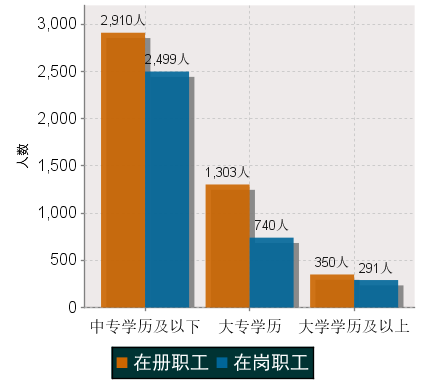 2,910人
3,000
2,500
2,499人
2,000
人数
1,500
1,303人
1,000
740人
500
350人
291人
0
中专学历及以下 大专学历 大学学历及以上
在册职工 在岗职工